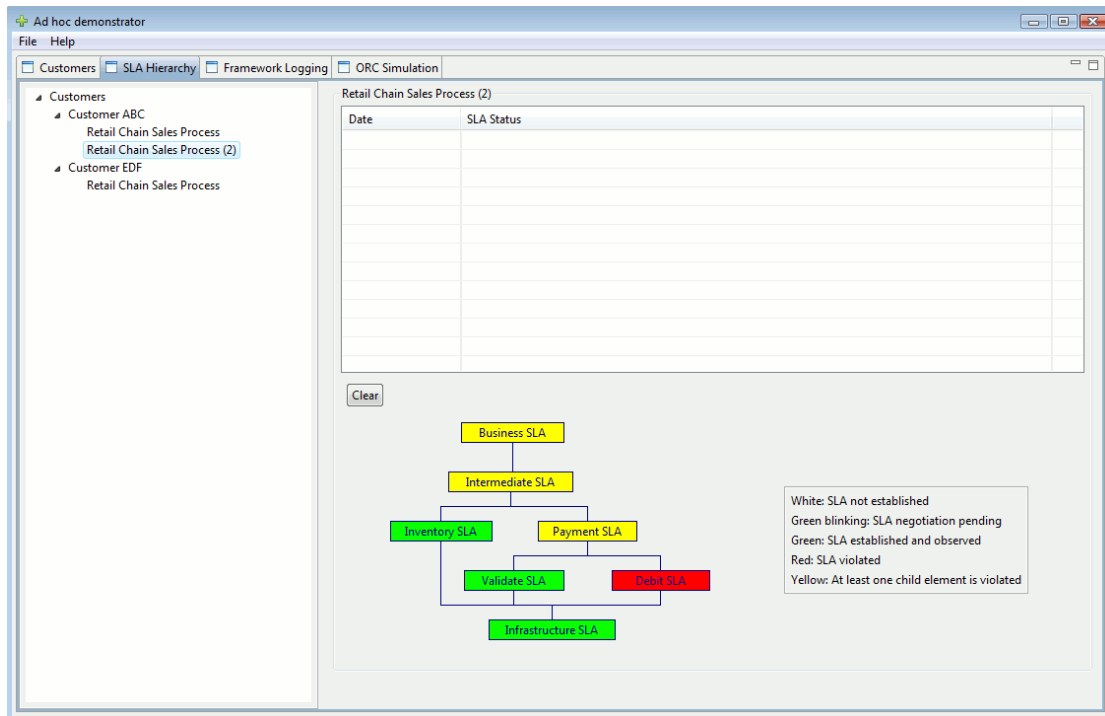 Ad hoc demonstrator
File Help
Customers SLA Hierarchy Framework Logging ORC Simulation
Customers
Customer ABC
Retail Chain Sales Process
Retail Chain Sales Process (2)
Customer EDF
Retail Chain Sales Process
Retail Chain Sales Process (2)
Date SLA Status
Clear
Business SLA
Intermediate SLA
Inventory SLA Payment SLA
Validate SLA Debit SLA
Infrastructure SLA
White: SLA not established
Green blinking: SLA negotiation pending
Green: SLA established and observed
Red: SLA violated
Yellow: At least one child element is violated